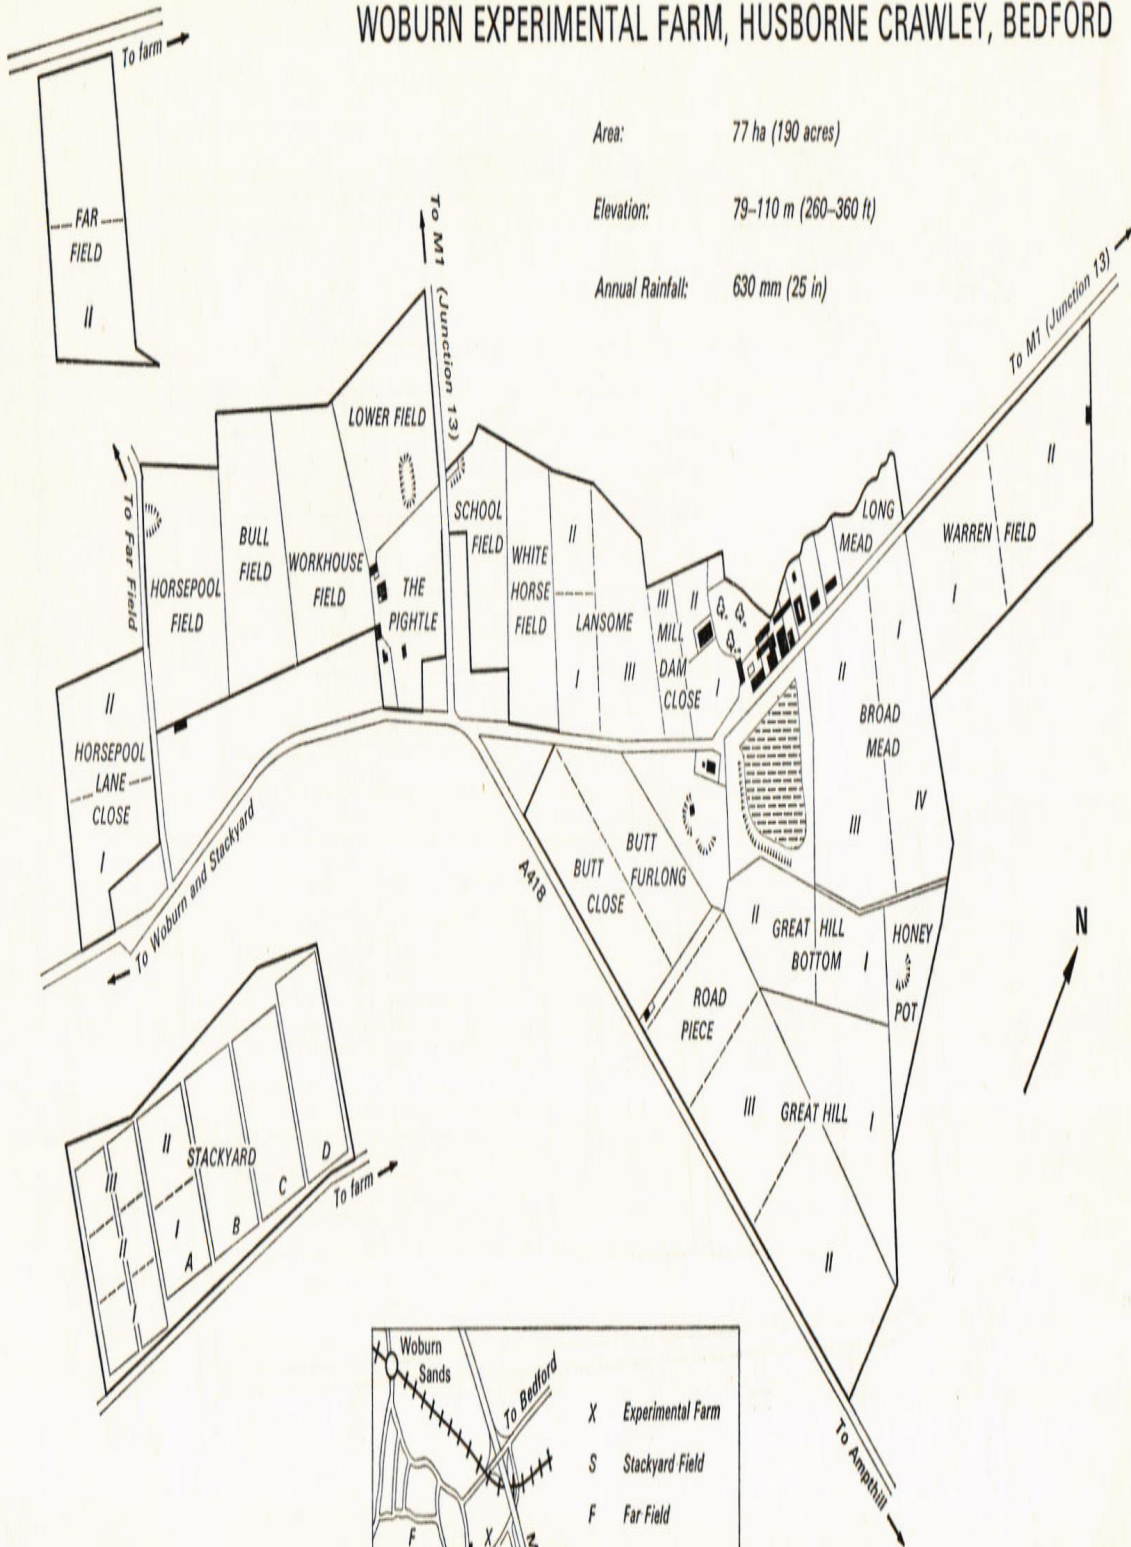 WOBURN EXPERIMENTAL FARM, HUSBORNE CRAWLEY, BEDFORD
To farm
Area: 77 ha (190 acres)
Elevation: 79–110 m (260–360 ft)
Annual Rainfall: 630 mm (25 in)
FAR
FIELD
II
To M1 (Junction 13)
To M1 (Junction 13)
LOWER FIELD
To Far Field
HORSEPOOL
FIELD
BULL
FIELD
WORKHOUSE
FIELD
THE
PIGHTLE
SCHOOL
FIELD
WHITE
HORSE
FIELD
II
LANSOME
I
III
III
II
MILL
DAM
CLOSE
I
LONG
MEAD
WARREN FIELD
II
I
I
II
BROAD
MEAD
III
IV
II
HORSEPOOL
LANE
CLOSE
I
To Woburn and Stackyard
A418
BUTT
CLOSE
BUTT
FURLONG
II
GREAT HILL
BOTTOM
I
HONEY
POT
N
ROAD
PIECE
III
GREAT HILL
I
II
To Ampthill
STACKYARD
III
II
I
II
I
A
B
C
D
To farm
Woburn
Sands
To Bedford
X Experimental Farm
S Stackyard Field
F Far Field
F
X